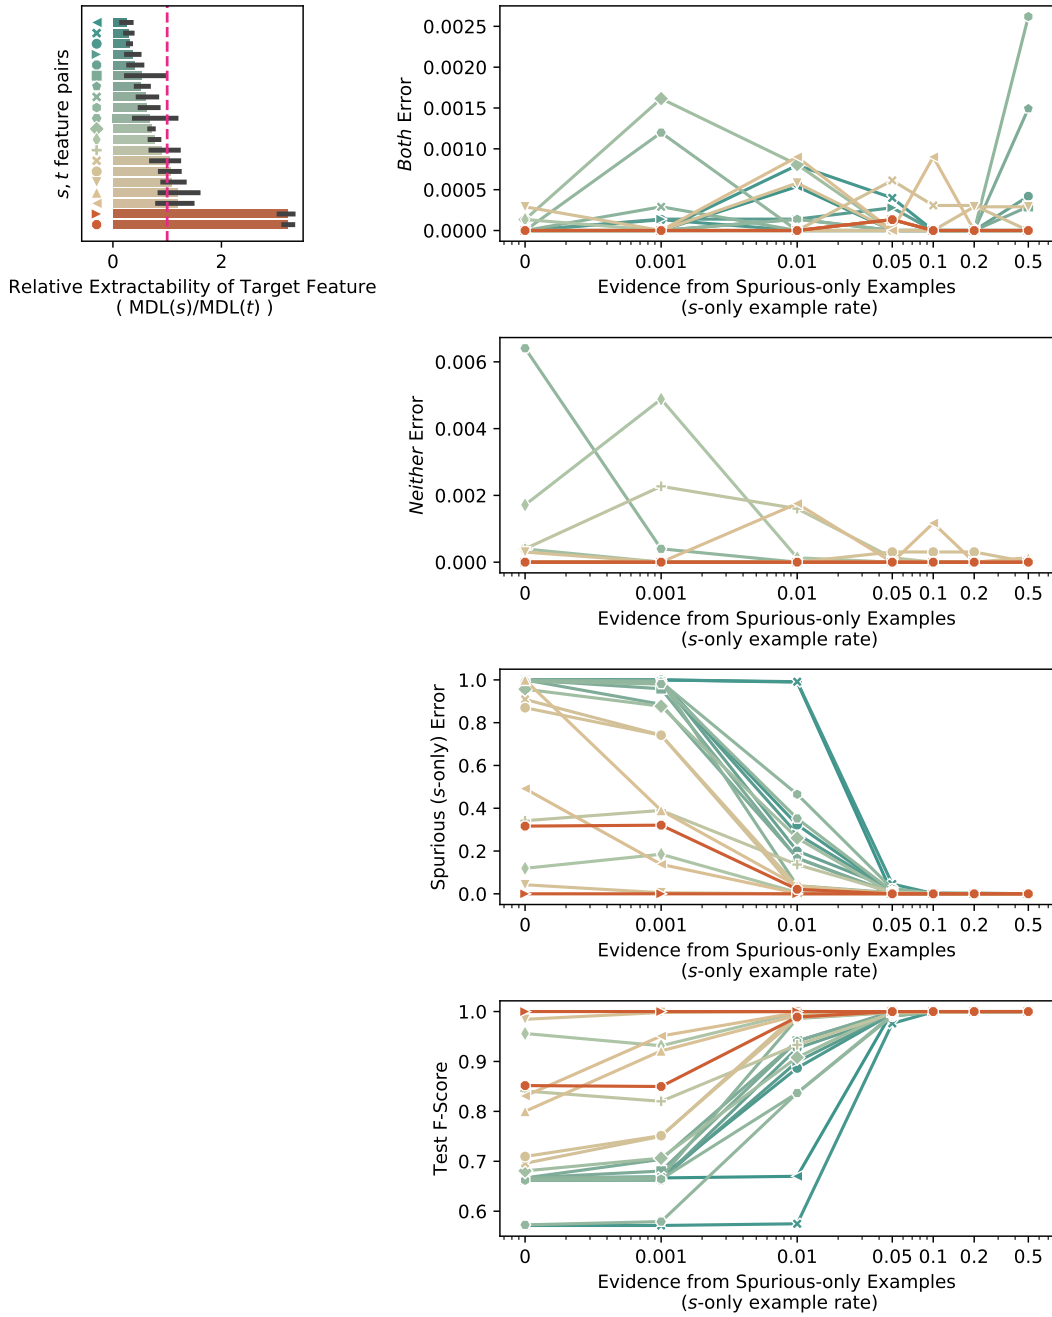 s, t feature pairs
0 2
Relative Extractability of Target Feature
( MDL(s)/MDL(t) )
Both Error
0.0025
0.0020
0.0015
0.0010
0.0005
0.0000
0 0.001 0.01 0.05 0.1 0.2 0.5
Evidence from Spurious-only Examples
(s-only example rate)
Neither Error
0.006
0.004
0.002
0.000
0 0.001 0.01 0.05 0.1 0.2 0.5
Evidence from Spurious-only Examples
(s-only example rate)
Spurious (s-only) Error
1.0
0.8
0.6
0.4
0.2
0.0
0 0.001 0.01 0.05 0.1 0.2 0.5
Evidence from Spurious-only Examples
(s-only example rate)
Test F-Score
1.0
0.9
0.8
0.7
0.6
0 0.001 0.01 0.05 0.1 0.2 0.5
Evidence from Spurious-only Examples
(s-only example rate)